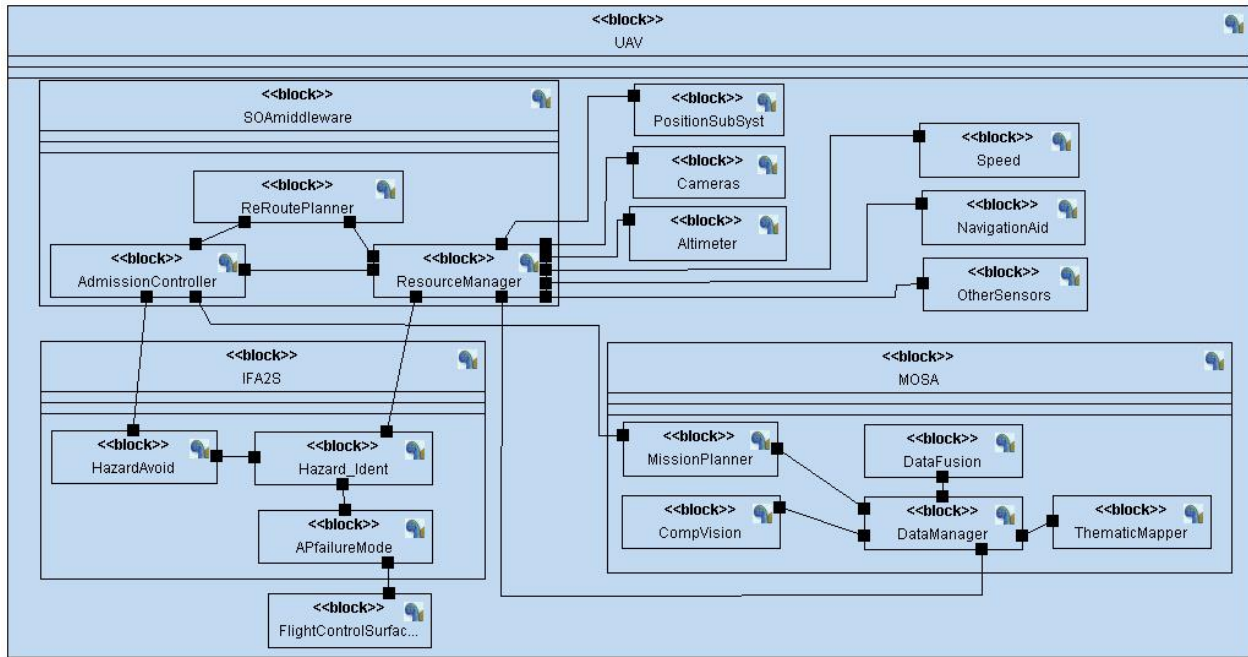 <<block>>
UAV
<<block>>
SOAmiddleware
<<block>>
ReRoutePlanner
<<block>>
AdmissionController
<<block>>
ResourceManager
<<block>>
PositionSubSyst
<<block>>
Cameras
<<block>>
Altimeter
<<block>>
Speed
<<block>>
NavigationAid
<<block>>
OtherSensors
<<block>>
IFA2S
<<block>>
HazardAvoid
<<block>>
Hazard_Ident
<<block>>
APfailureMode
<<block>>
FlightControlSurfac...
<<block>>
MOSA
<<block>>
MissionPlanner
<<block>>
DataFusion
<<block>>
CompVision
<<block>>
DataManager
<<block>>
ThematicMapper